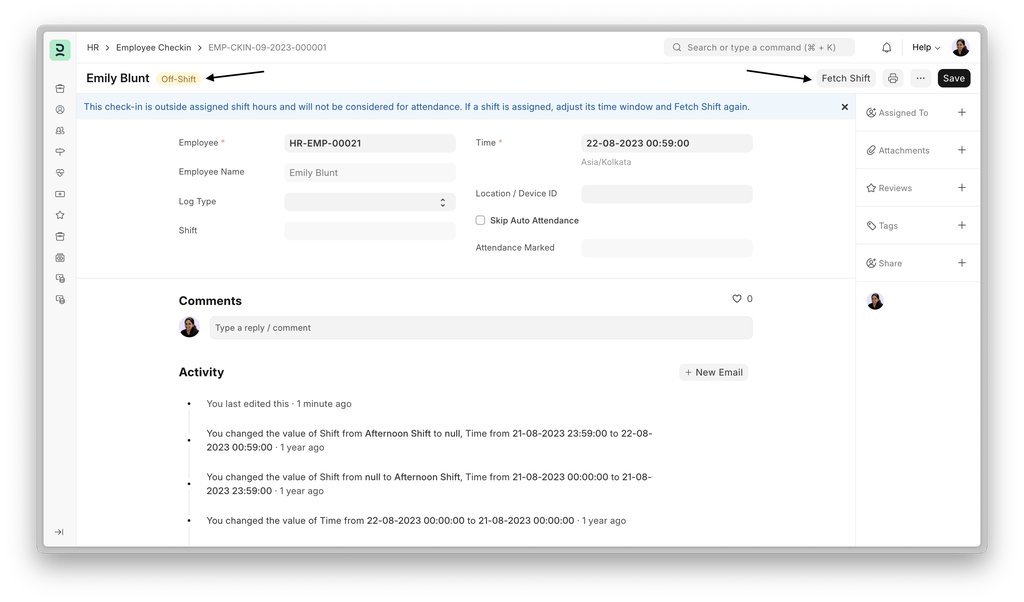 HR > Employee Checkin > EMP-CKIN-09-2023-000001
Search or type a command (⌘ + K)
Help
Emily Blunt Off-Shift
Fetch Shift
···
Save
This check-in is outside assigned shift hours and will not be considered for attendance. If a shift is assigned, adjust its time window and Fetch Shift again.
Employee *
HR-EMP-00021
Employee Name
Emily Blunt
Log Type
Shift
Time *
22-08-2023 00:59:00
Asia/Kolkata
Location / Device ID
Skip Auto Attendance
Attendance Marked
Assigned To +
Attachments +
Reviews +
Tags +
Share +
Comments
0
Type a reply / comment
Activity
+ New Email
You last edited this · 1 minute ago
You changed the value of Shift from Afternoon Shift to null, Time from 21-08-2023 23:59:00 to 22-08-
2023 00:59:00 · 1 year ago
You changed the value of Shift from null to Afternoon Shift, Time from 21-08-2023 00:00:00 to 21-08-
2023 23:59:00 · 1 year ago
You changed the value of Time from 22-08-2023 00:00:00 to 21-08-2023 00:00:00 · 1 year ago